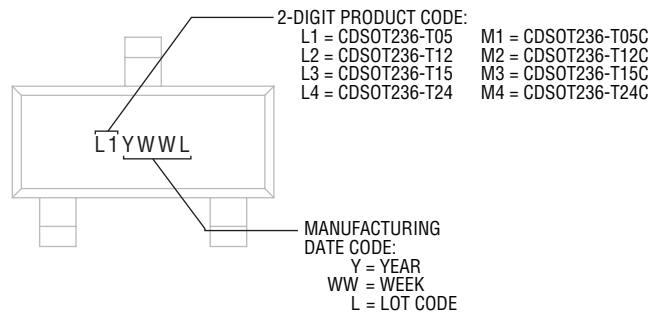 2-DIGIT PRODUCT CODE:
L1 = CDSOT236-T05 M1 = CDSOT236-T05C
L2 = CDSOT236-T12 M2 = CDSOT236-T12C
L3 = CDSOT236-T15 M3 = CDSOT236-T15C
L4 = CDSOT236-T24 M4 = CDSOT236-T24C
L1YWWL
MANUFACTURING
DATE CODE:
Y = YEAR
WW = WEEK
L = LOT CODE